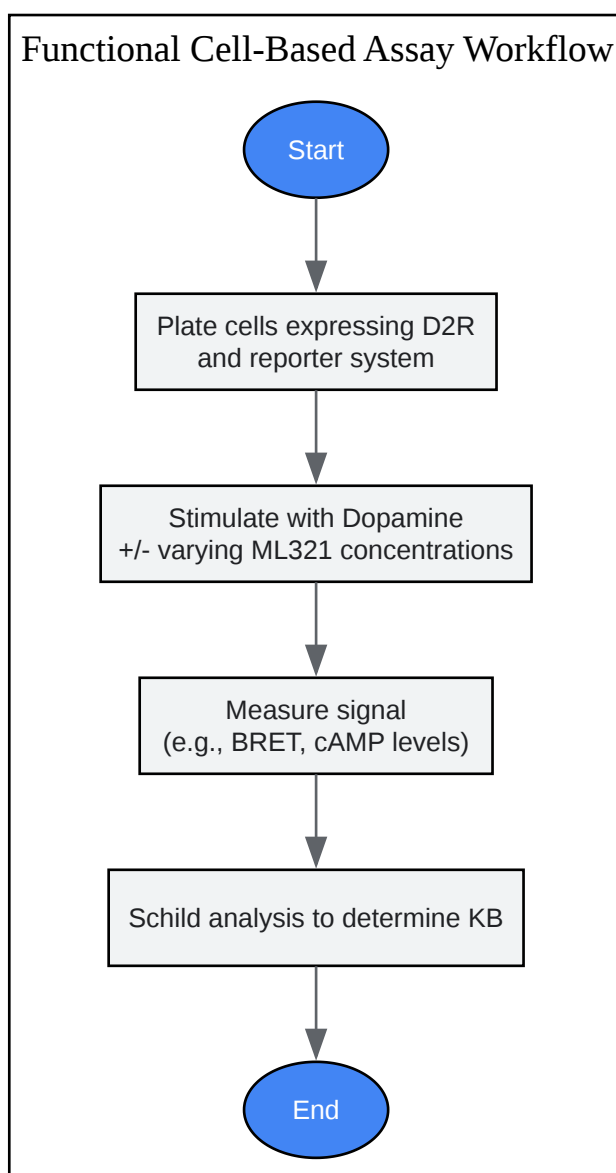 Functional Cell-Based Assay Workflow
Start
Plate cells expressing D2R
and reporter system
Stimulate with Dopamine
+/- varying ML321 concentrations
Measure signal
(e.g., BRET, cAMP levels)
Schild analysis to determine KB
End